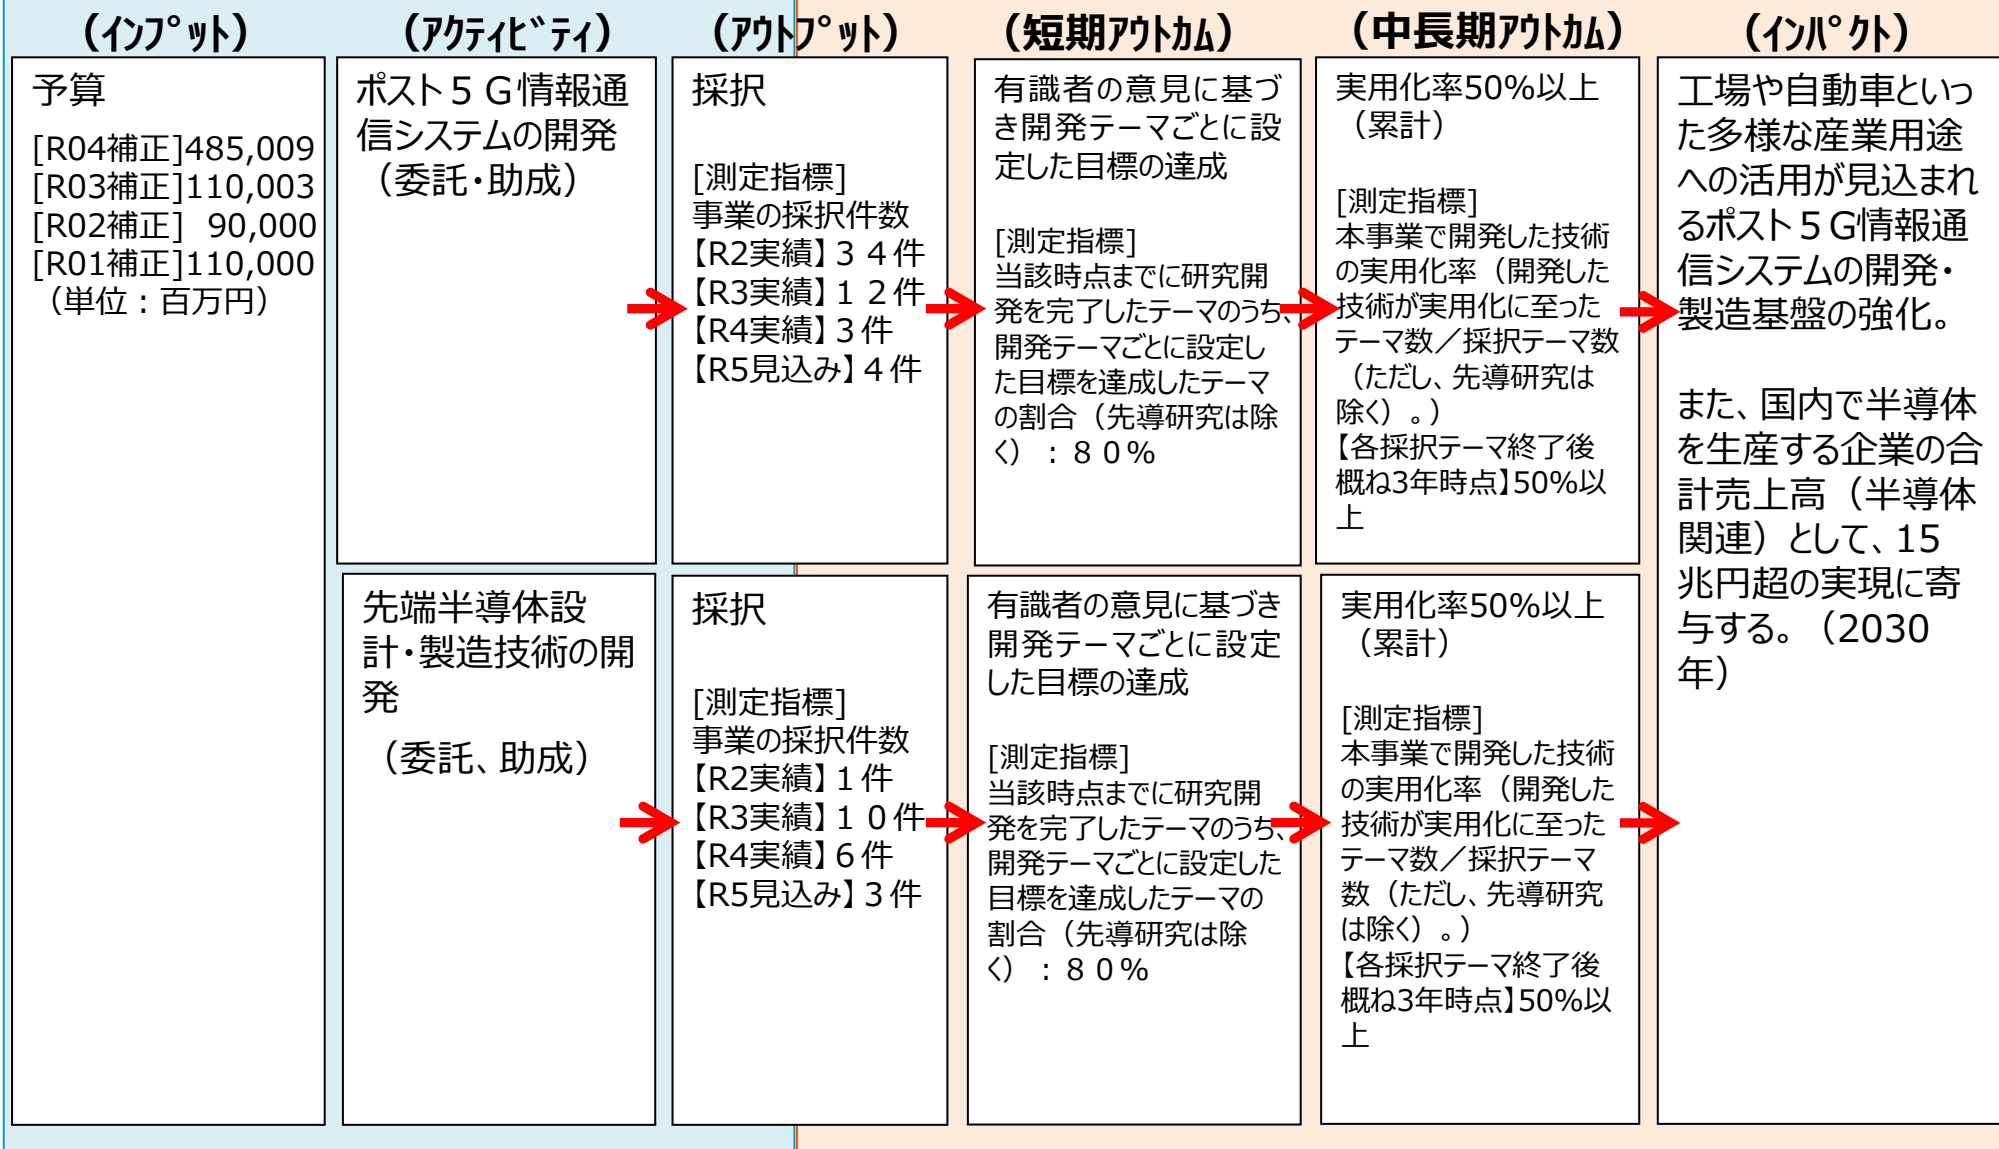 （ｲﾝﾌﾟｯﾄ）
（ｱｸﾃｨﾋﾞﾃｨ）
（ｱｳﾄﾌﾟｯﾄ）
（短期ｱｳﾄｶﾑ）
（中長期ｱｳﾄｶﾑ）
（ｲﾝﾊﾟｸﾄ）
予算
[R04補正]485,009
[R03補正]110,003
[R02補正] 90,000
[R01補正]110,000
（単位：百万円）
ポスト５Ｇ情報通
信システムの開発
（委託・助成）
採択
[測定指標]
事業の採択件数
【R2実績】３４件
【R3実績】１２件
【R4実績】３件
【R5見込み】４件
有識者の意見に基づ
き開発テーマごとに設
定した目標の達成
[測定指標]
当該時点までに研究開
発を完了したテーマのうち、
開発テーマごとに設定し
た目標を達成したテーマ
の割合（先導研究は除
く）：８０％
実用化率50%以上
（累計）
[測定指標]
本事業で開発した技術
の実用化率（開発した
技術が実用化に至った
テーマ数／採択テーマ数
（ただし、先導研究は
除く）。）
【各採択テーマ終了後
概ね3年時点】50%以
上
工場や自動車といっ
た多様な産業用途
への活用が見込まれ
るポスト５Ｇ情報通
信システムの開発・
製造基盤の強化。
また、国内で半導体
を生産する企業の合
計売上高（半導体
関連）として、15
兆円超の実現に寄
与する。（2030
年）
先端半導体設
計・製造技術の開
発
（委託、助成）
採択
[測定指標]
事業の採択件数
【R2実績】１件
【R3実績】１０件
【R4実績】６件
【R5見込み】３件
有識者の意見に基づき
開発テーマごとに設定
した目標の達成
[測定指標]
当該時点までに研究開
発を完了したテーマのうち、
開発テーマごとに設定した
目標を達成したテーマの
割合（先導研究は除
く）：８０％
実用化率50%以上
（累計）
[測定指標]
本事業で開発した技術
の実用化率（開発した
技術が実用化に至った
テーマ数／採択テーマ
数（ただし、先導研究
は除く）。）
【各採択テーマ終了後
概ね3年時点】50%以
上